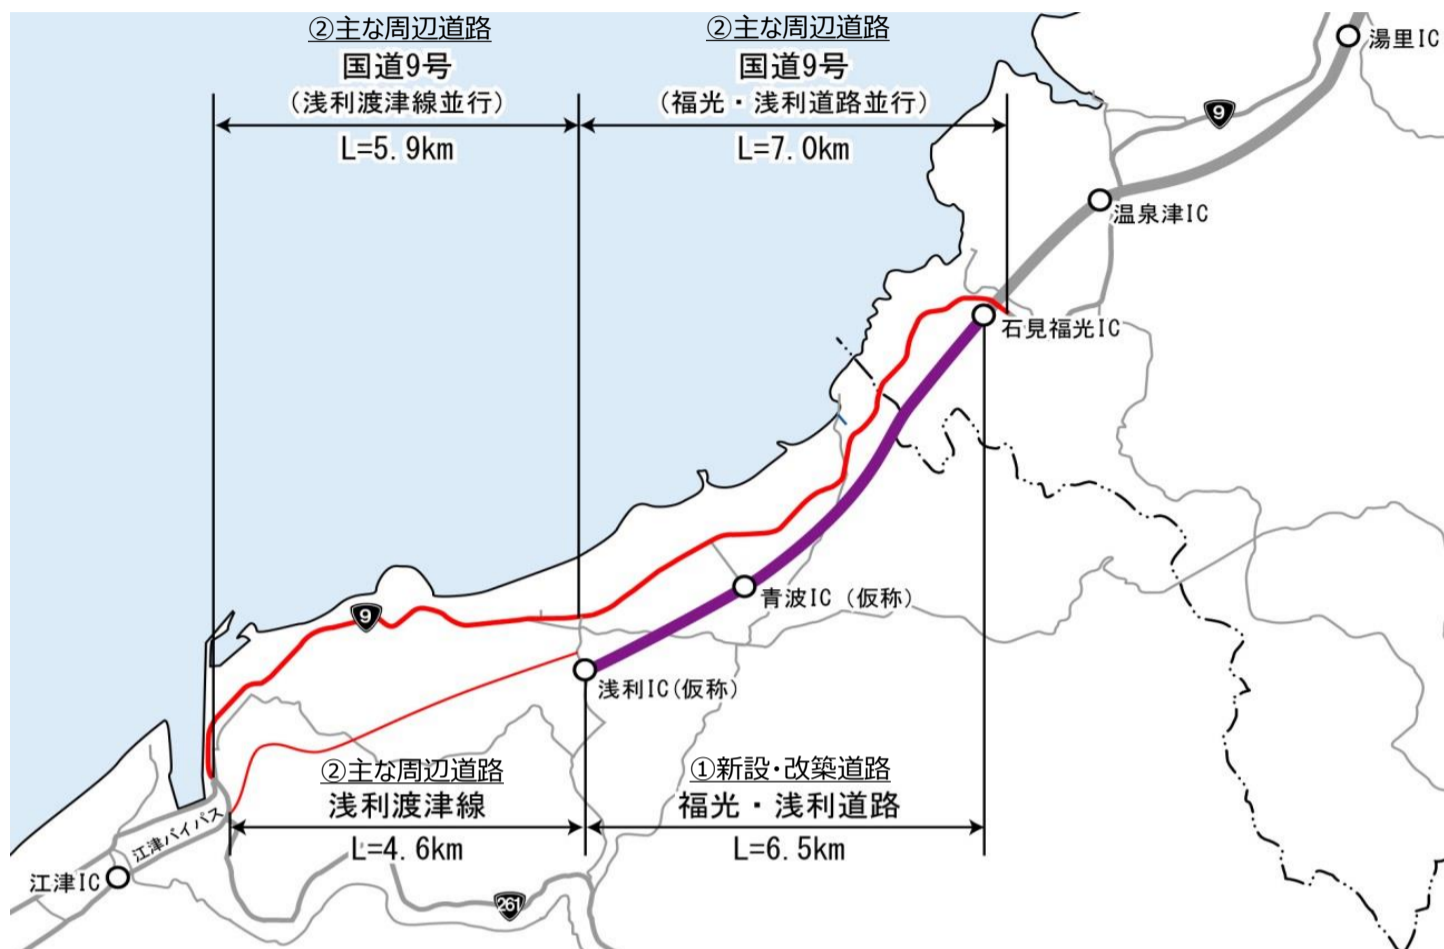 ②主な周辺道路
国道9号
(浅利渡津線並行)
L=5.9km
②主な周辺道路
国道9号
(福光・浅利道路並行)
L=7.0km
湯里IC
9
温泉津IC
石見福光IC
青波IC（仮称）
9
浅利IC(仮称)
②主な周辺道路
浅利渡津線
L=4.6km
①新設・改築道路
福光・浅利道路
L=6.5km
江津バイパス
江津IC
261